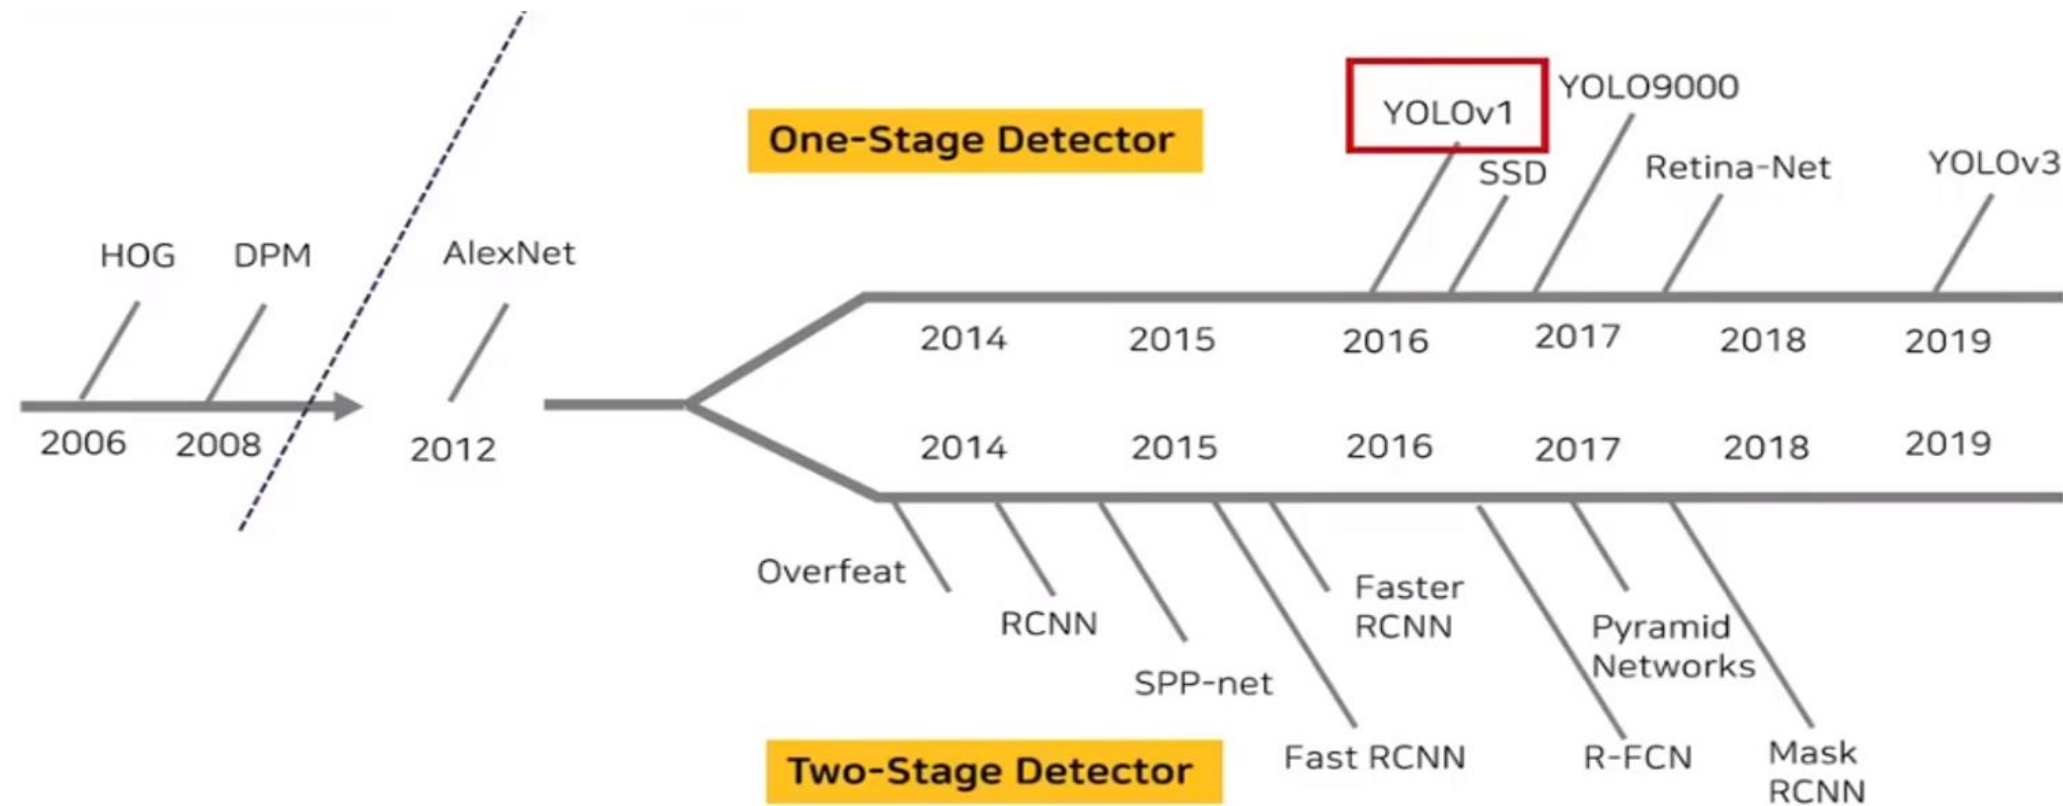 YOLOv1
YOLO9000
One-Stage Detector
SSD
Retina-Net
YOLOv3
HOG
DPM
AlexNet
2014
2015
2016
2017
2018
2019
2006
2008
2012
2014
2015
2016
2017
2018
2019
Overfeat
RCNN
SPP-net
Fast RCNN
Faster
RCNN
R-FCN
Pyramid
Networks
Mask
RCNN
Two-Stage Detector